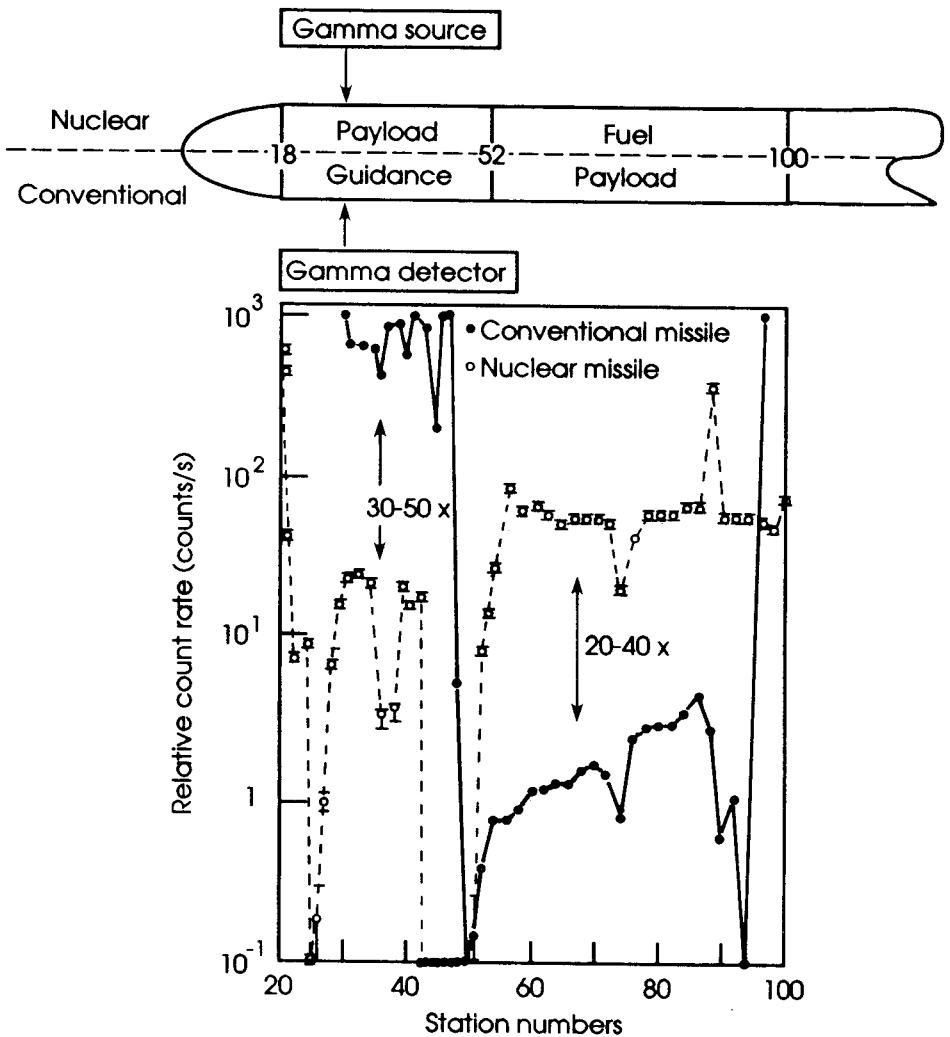 Gamma source
Nuclear
Payload
Fuel
18
52
100
Conventional
Guidance
Payload
Gamma detector
10³
• Conventional missile
○ Nuclear missile
10²
30-50 x
10¹
20-40 x
1
10⁻¹
Relative count rate (counts/s)
20
40
60
80
100
Station numbers